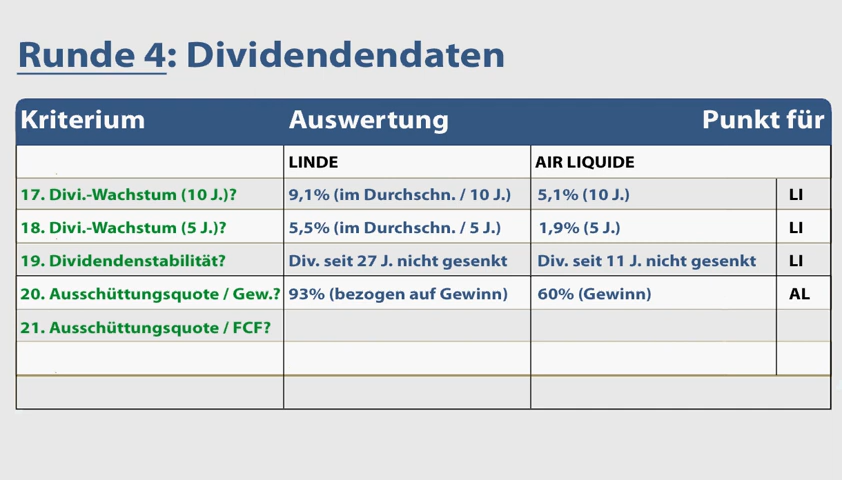 Runde 4: Dividendendaten
Kriterium Auswertung Punkt für
LINDE AIR LIQUIDE
17. Divi.-Wachstum (10 J.)? 9,1% (im Durchschn. / 10 J.) 5,1% (10 J.) LI
18. Divi.-Wachstum (5 J.)? 5,5% (im Durchschn. / 5 J.) 1,9% (5 J.) LI
19. Dividendenstabilität? Div. seit 27 J. nicht gesenkt Div. seit 11 J. nicht gesenkt LI
20. Ausschüttungsquote / Gew.? 93% (bezogen auf Gewinn) 60% (Gewinn) AL
21. Ausschüttungsquote / FCF?